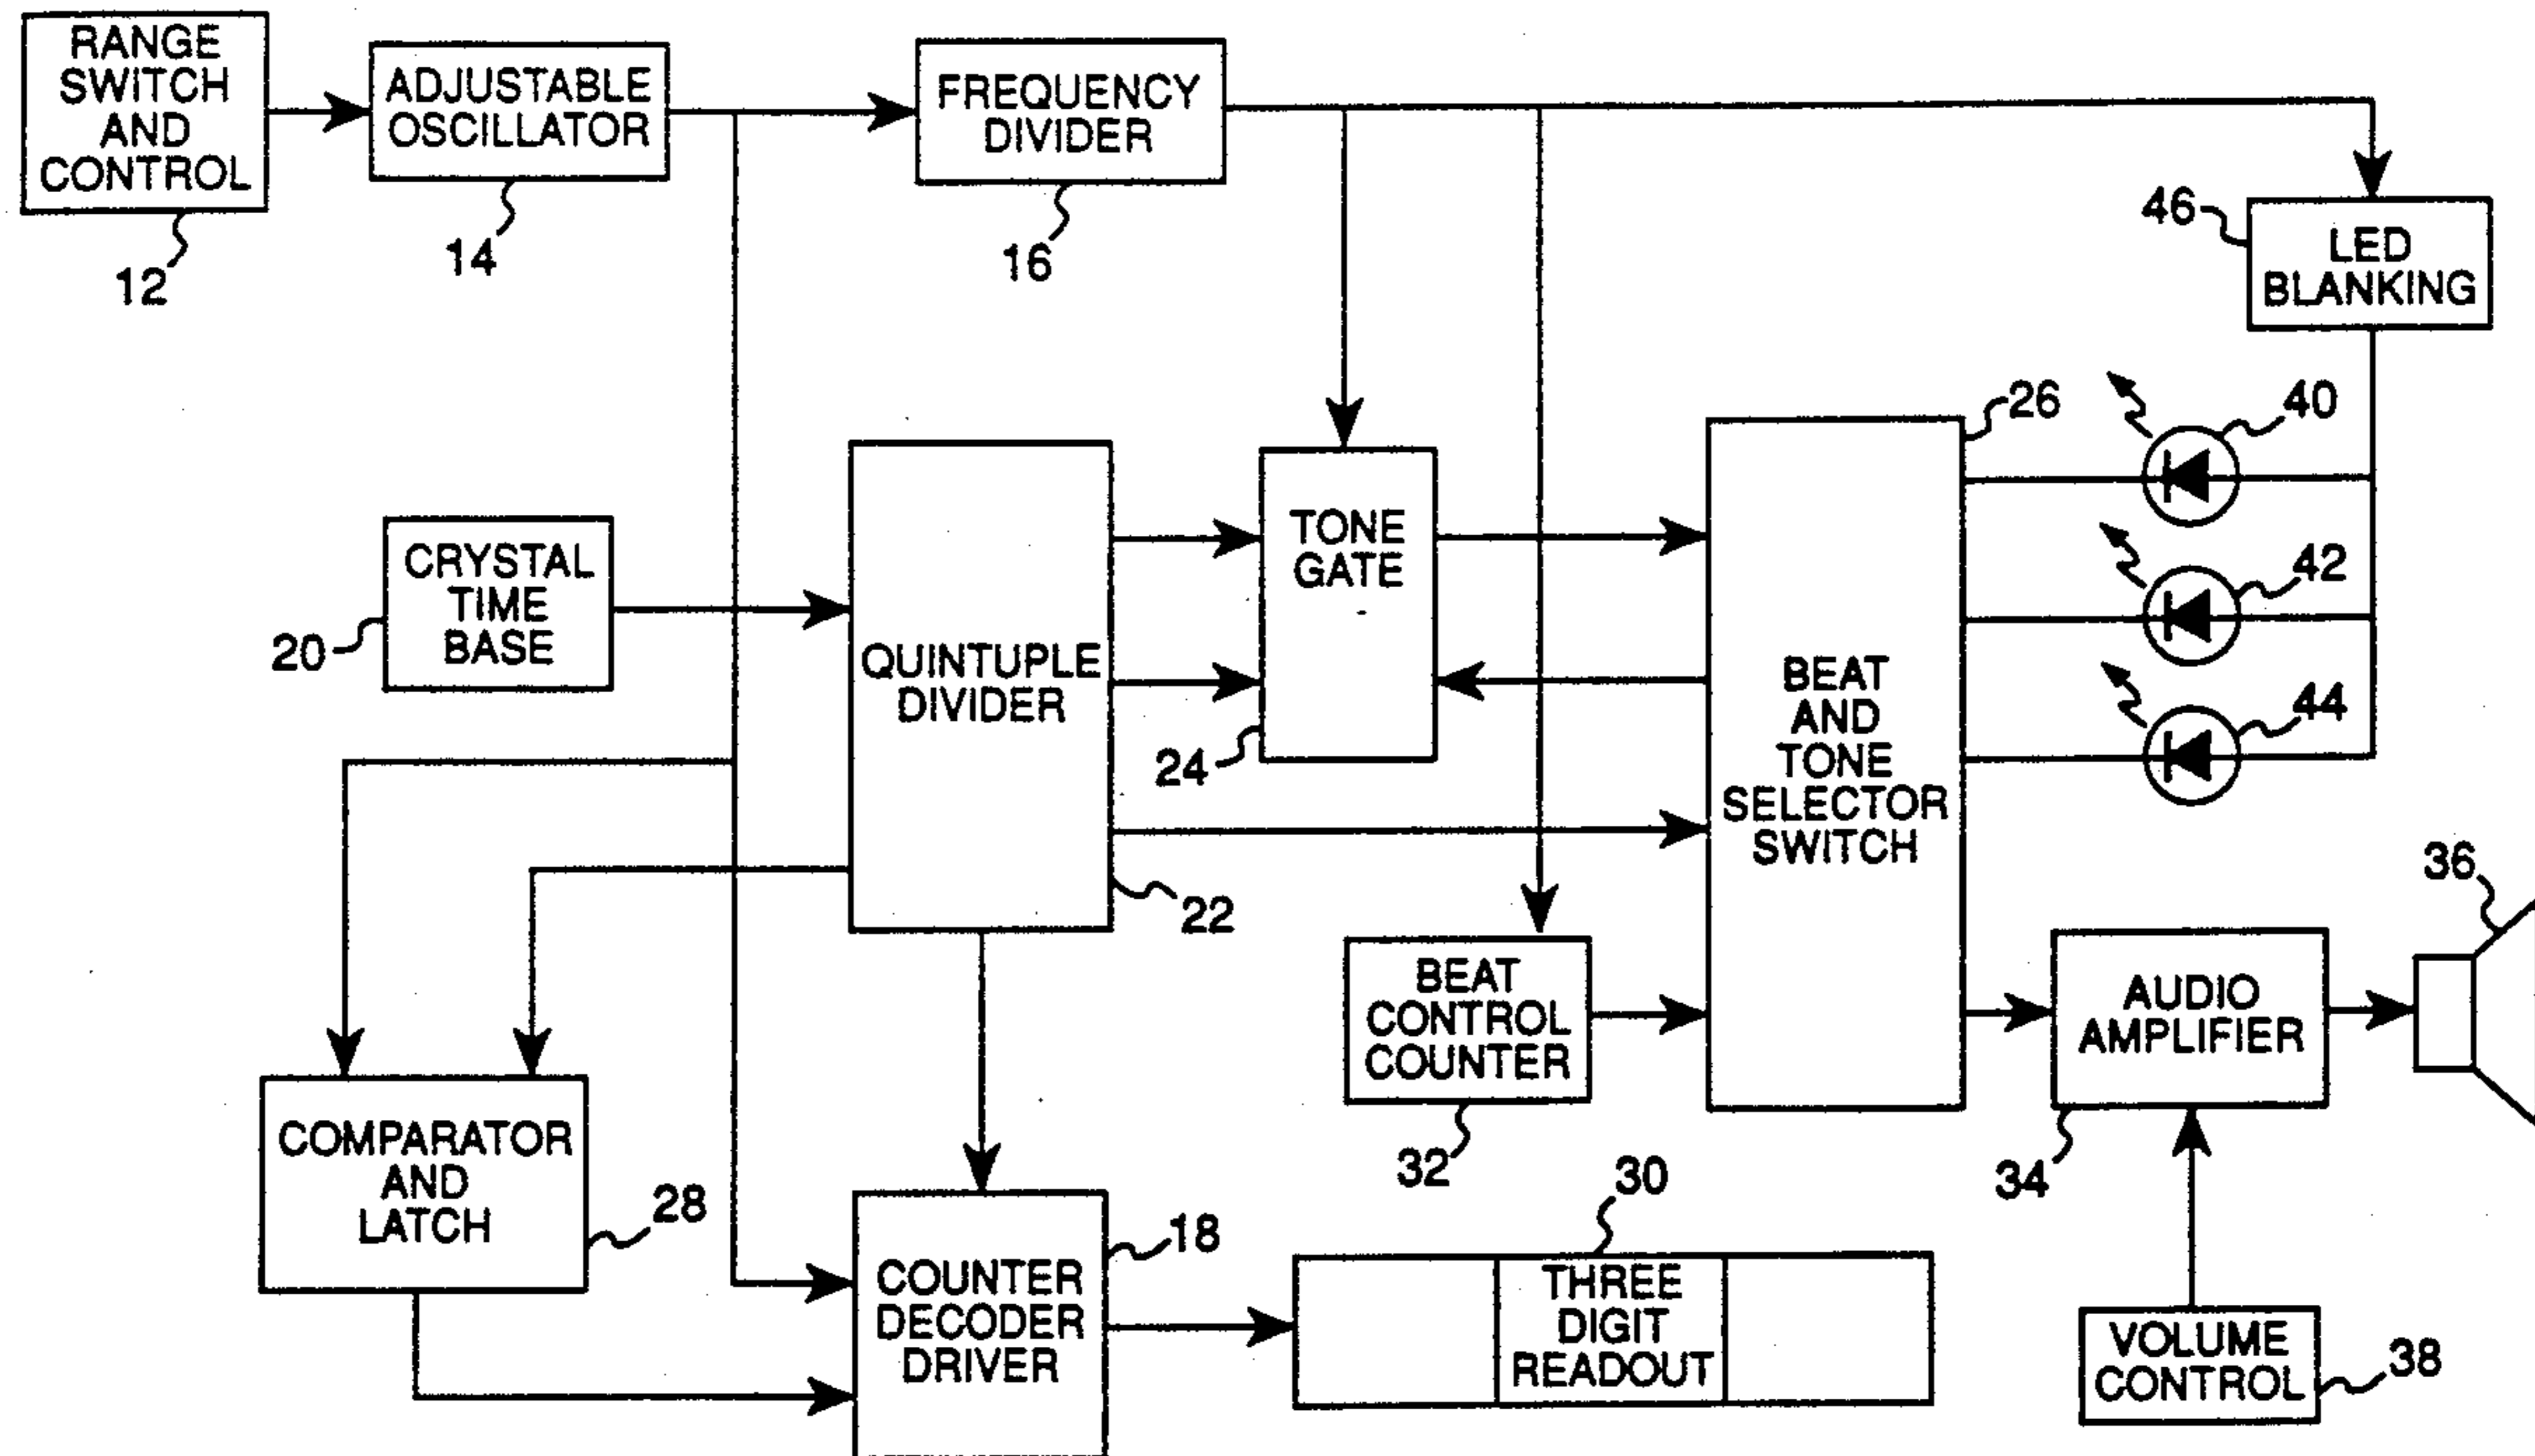 RANGE
SWITCH
AND
CONTROL
12
ADJUSTABLE
OSCILLATOR
14
FREQUENCY
DIVIDER
16
46
LED
BLANKING
40
42
44
26
CRYSTAL
TIME
BASE
20
QUINTUPLE
DIVIDER
22
TONE
GATE
24
BEAT
AND
TONE
SELECTOR
SWITCH
36
BEAT
CONTROL
COUNTER
32
AUDIO
AMPLIFIER
34
COMPARATOR
AND
LATCH
28
COUNTER
DECODER
DRIVER
18
30
THREE
DIGIT
READOUT
VOLUME
CONTROL
38